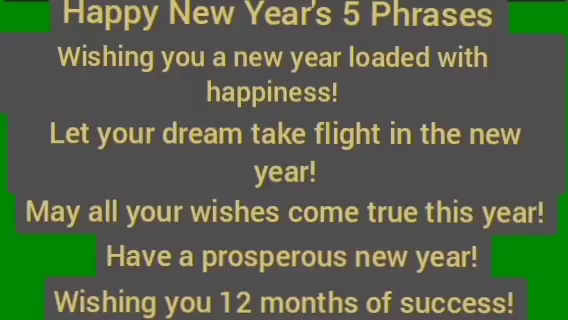 Happy New Year's 5 Phrases
Wishing you a new year loaded with
happiness!
Let your dream take flight in the new
year!
May all your wishes come true this year!
Have a prosperous new year!
Wishing you 12 months of success!